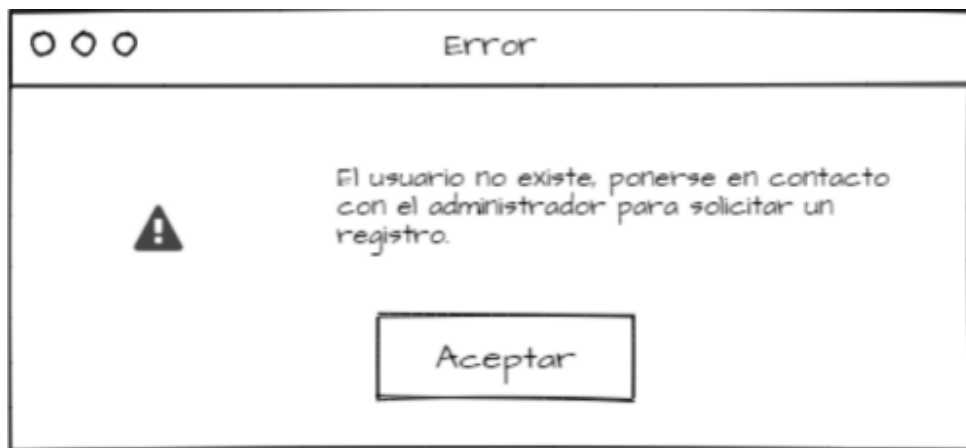 Error
El usuario no existe, ponerse en contacto
con el administrador para solicitar un
registro.
Aceptar